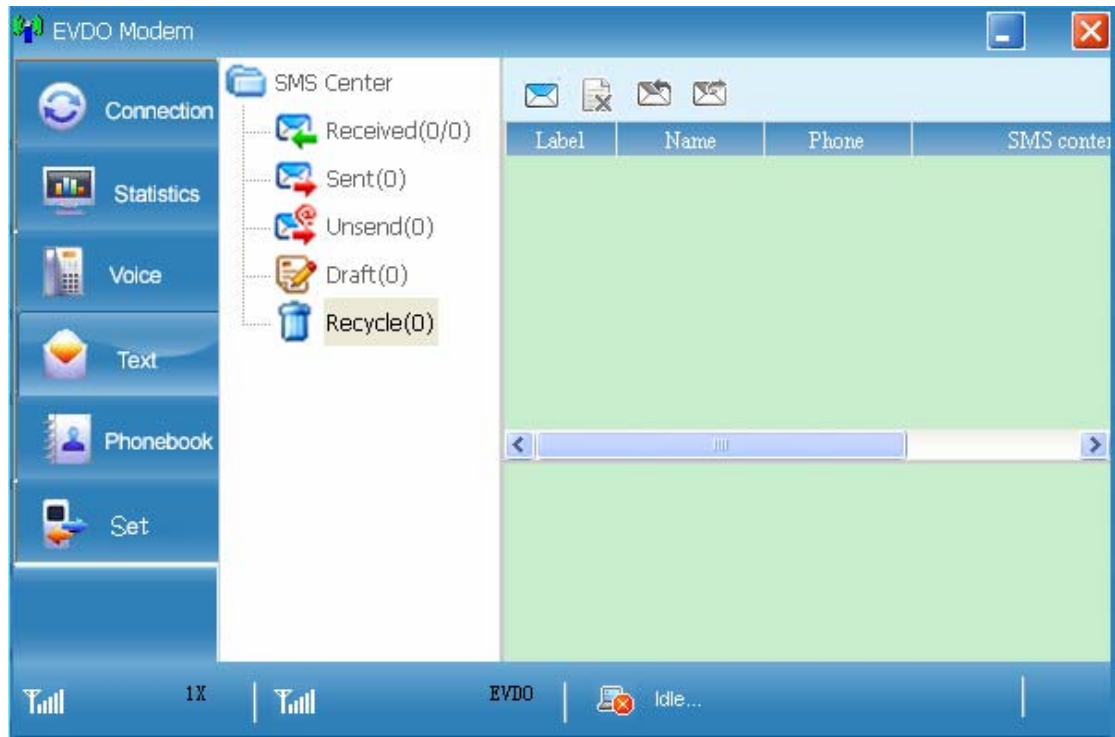 EVDO Modem
Connection
Statistics
Voice
Text
Phonebook
Set
SMS Center
Received(0/0)
Sent(0)
Unsend(0)
Draft(0)
Recycle(0)
Label Name Phone SMS conter
1X EVDO Idle...